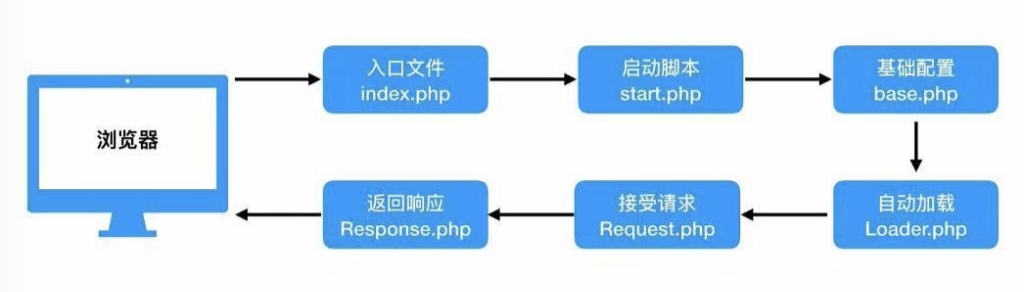 浏览器
入口文件
index.php
启动脚本
start.php
基础配置
base.php
自动加载
Loader.php
接受请求
Request.php
返回响应
Response.php